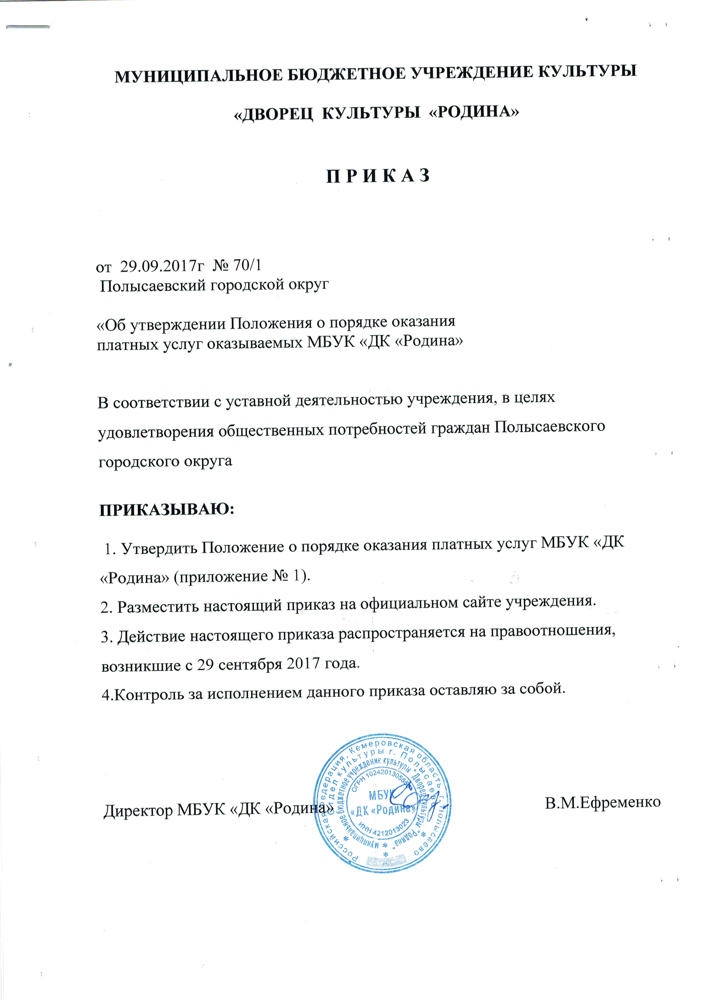 МУНИЦИПАЛЬНОЕ БЮДЖЕТНОЕ УЧРЕЖДЕНИЕ КУЛЬТУРЫ
«ДВОРЕЦ КУЛЬТУРЫ «РОДИНА»
П Р И К А З
от 29.09.2017г № 70/1
Полысаевский городской округ
«Об утверждении Положения о порядке оказания
платных услуг оказываемых МБУК «ДК «Родина»
В соответствии с уставной деятельностью учреждения, в целях
удовлетворения общественных потребностей граждан Полысаевского
городского округа
ПРИКАЗЫВАЮ:
1. Утвердить Положение о порядке оказания платных услуг МБУК «ДК
«Родина» (приложение № 1).
2. Разместить настоящий приказ на официальном сайте учреждения.
3. Действие настоящего приказа распространяется на правоотношения,
возникшие с 29 сентября 2017 года.
4.Контроль за исполнением данного приказа оставляю за собой.
Директор МБУК «ДК «Родина»
В.М.Ефременко
Российская Федерация, Кемеровская область, г. Полысаево
Отдел культуры г. Полысаево
муниципальное бюджетное учреждение культуры "Дворец культуры "Родина"
ОГРН
МБУК
«ДК «Родина»
ИНН 4212013023